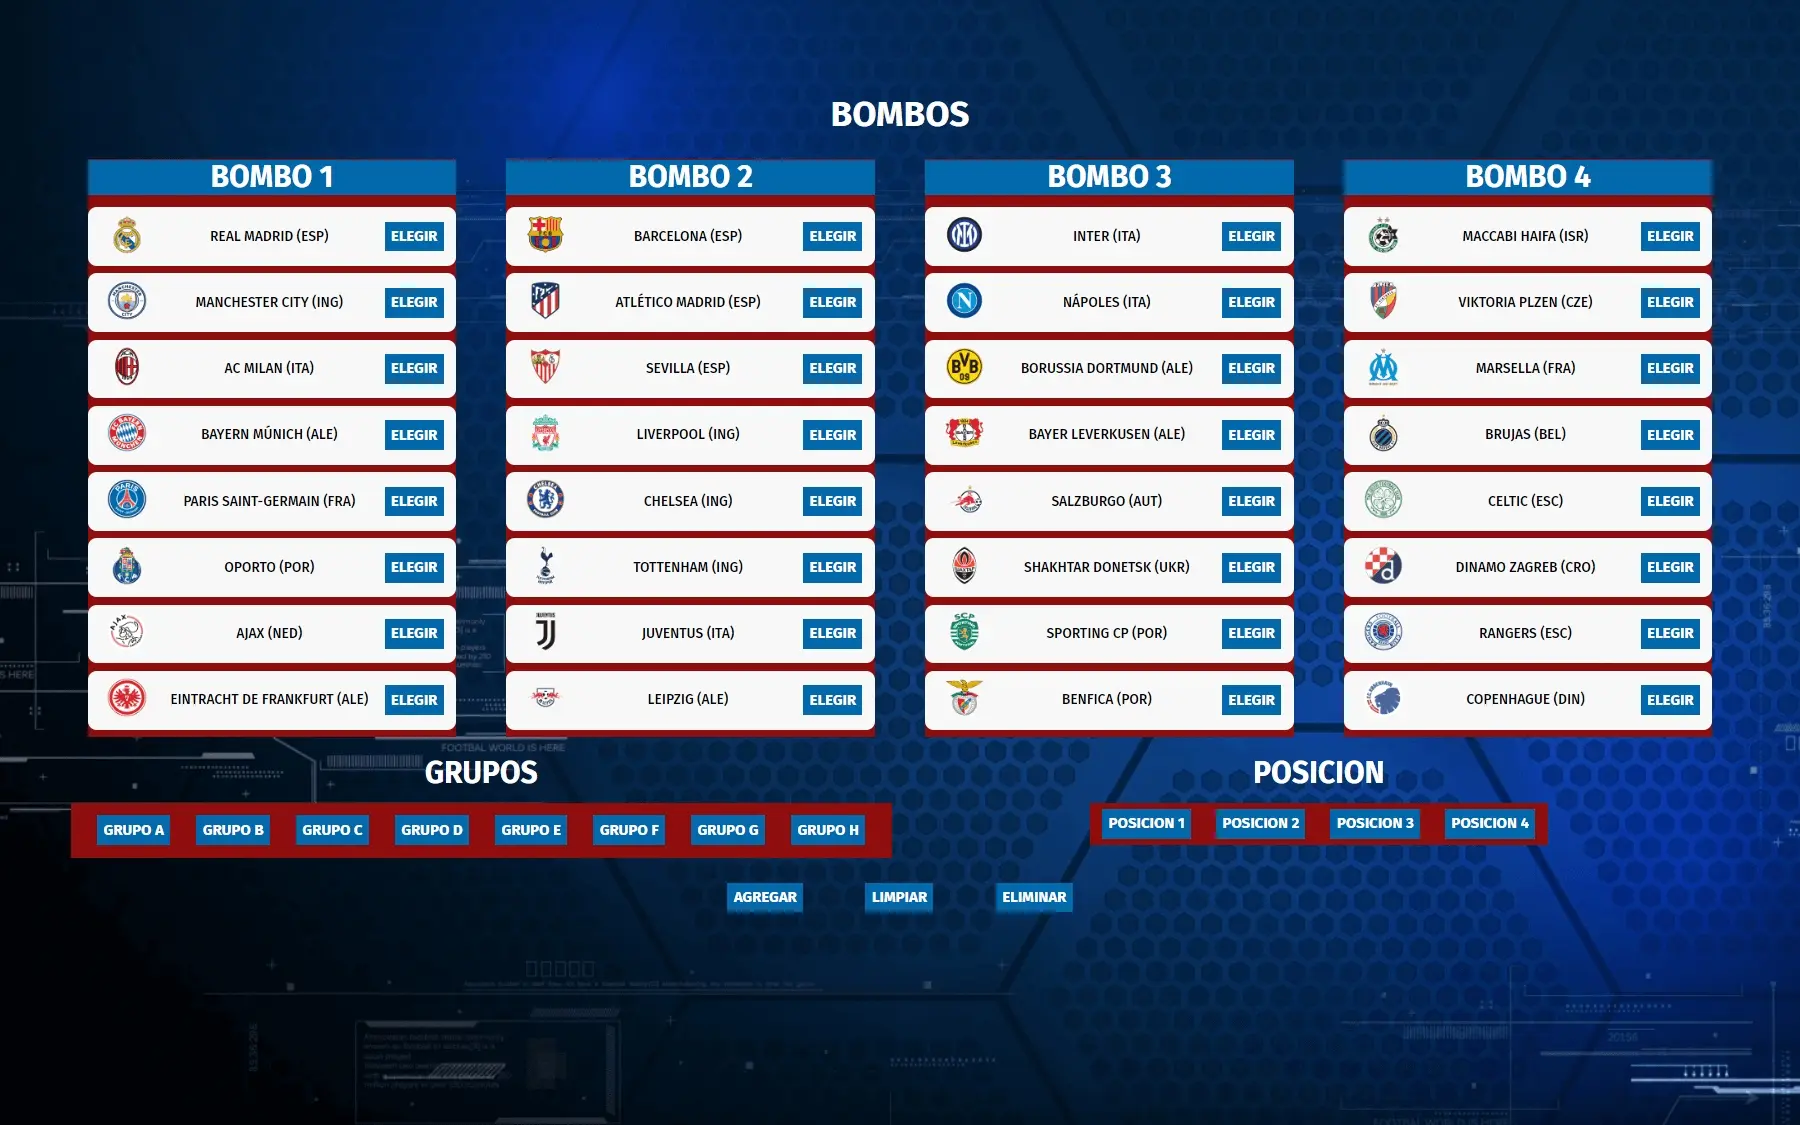 BOMBOS
BOMBO 1
REAL MADRID (ESP) ELEGIR
MANCHESTER CITY (ING) ELEGIR
AC MILAN (ITA) ELEGIR
BAYERN MÚNICH (ALE) ELEGIR
PARIS SAINT-GERMAIN (FRA) ELEGIR
OPORTO (POR) ELEGIR
AJAX (NED) ELEGIR
EINTRACHT DE FRANKFURT (ALE) ELEGIR
BOMBO 2
BARCELONA (ESP) ELEGIR
ATLÉTICO MADRID (ESP) ELEGIR
SEVILLA (ESP) ELEGIR
LIVERPOOL (ING) ELEGIR
CHELSEA (ING) ELEGIR
TOTTENHAM (ING) ELEGIR
JUVENTUS (ITA) ELEGIR
LEIPZIG (ALE) ELEGIR
BOMBO 3
INTER (ITA) ELEGIR
NÁPOLES (ITA) ELEGIR
BORUSSIA DORTMUND (ALE) ELEGIR
BAYER LEVERKUSEN (ALE) ELEGIR
SALZBURGO (AUT) ELEGIR
SHAKHTAR DONETSK (UKR) ELEGIR
SPORTING CP (POR) ELEGIR
BENFICA (POR) ELEGIR
BOMBO 4
MACCABI HAIFA (ISR) ELEGIR
VIKTORIA PLZEN (CZE) ELEGIR
MARSELLA (FRA) ELEGIR
BRUJAS (BEL) ELEGIR
CELTIC (ESC) ELEGIR
DINAMO ZAGREB (CRO) ELEGIR
RANGERS (ESC) ELEGIR
COPENHAGUE (DIN) ELEGIR
FOOTBAL WORLD IS HERE
GRUPOS
GRUPO A GRUPO B GRUPO C GRUPO D GRUPO E GRUPO F GRUPO G GRUPO H
POSICION
POSICION 1 POSICION 2 POSICION 3 POSICION 4
AGREGAR LIMPIAR ELIMINAR